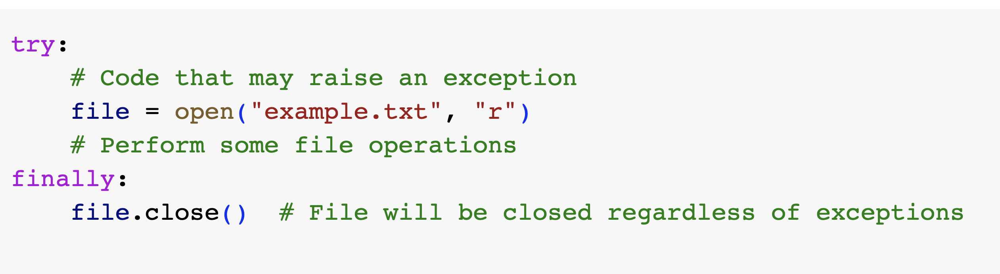 try:
    # Code that may raise an exception
    file = open("example.txt", "r")
    # Perform some file operations
finally:
    file.close()  # File will be closed regardless of exceptions